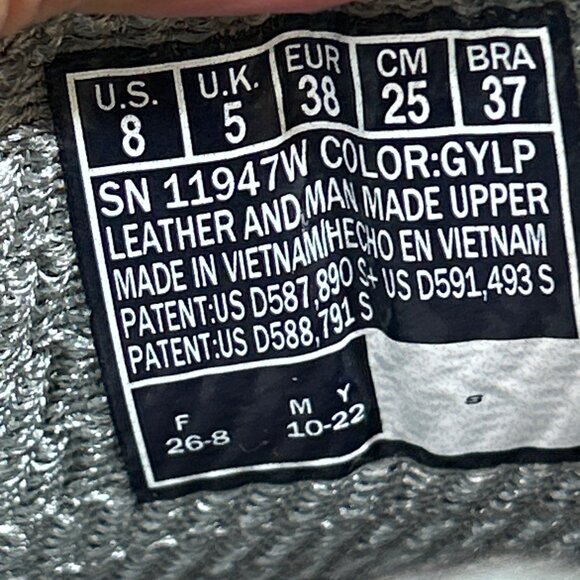 U.S. U.K. EUR CM BRA
8 5 38 25 37
SN 11947W COLOR:GYLP
LEATHER AND MAN MADE UPPER
MADE IN VIETNAM/HECHO EN VIETNAM
PATENT:US D587,890 S+ US D591,493 S
PATENT:US D588,791 S
F M Y
26-8 10-22